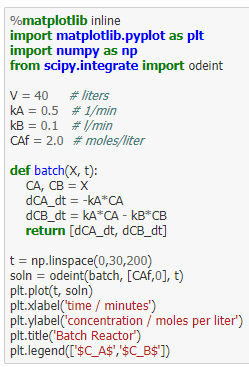 %matplotlib inline
import matplotlib.pyplot as plt
import numpy as np
from scipy.integrate import odeint
V = 40 # liters
kA = 0.5 # 1/min
kB = 0.1 # l/min
CAf = 2.0 # moles/liter
def batch(X, t):
CA, CB = X
dCA_dt = -kA*CA
dCB_dt = kA*CA - kB*CB
return [dCA_dt, dCB_dt]
t = np.linspace(0,30,200)
soln = odeint(batch, [CAf,0], t)
plt.plot(t, soln)
plt.xlabel('time / minutes')
plt.ylabel('concentration / moles per liter')
plt.title('Batch Reactor')
plt.legend(['$C_A$','$C_B$'])